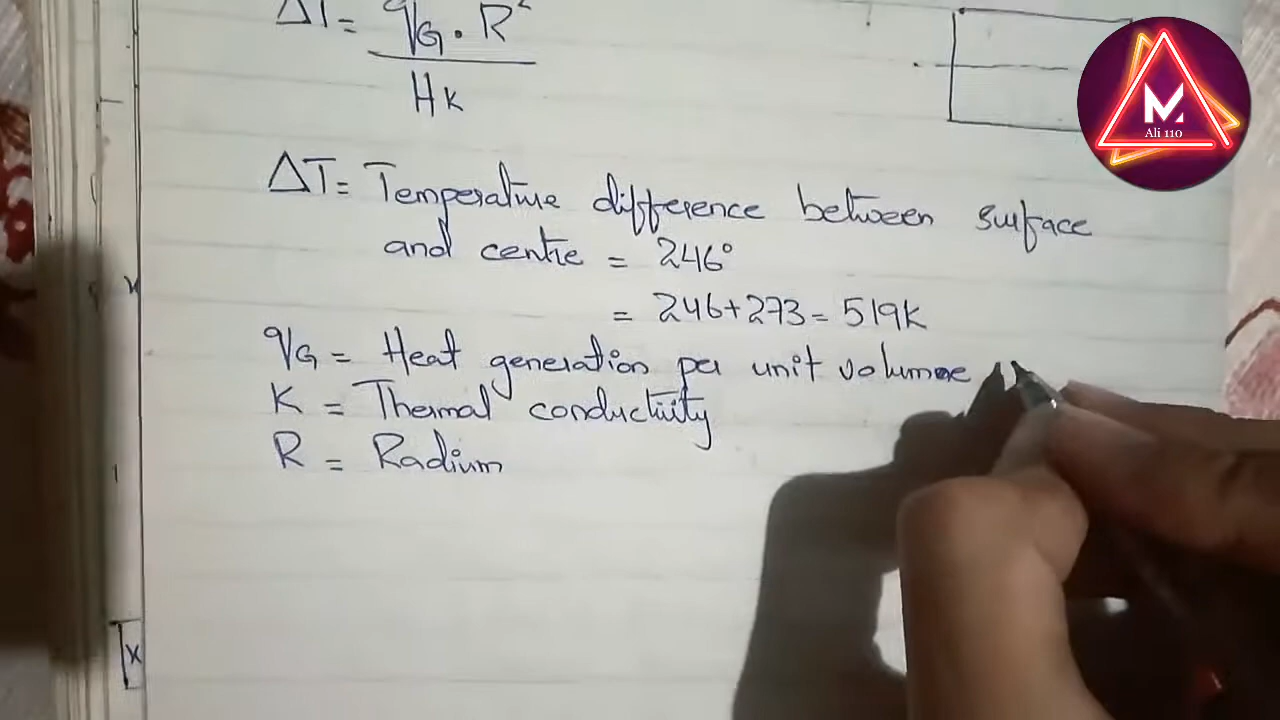 ΔT = qG · R²
Hk
M
Ali 110
ΔT = Temperature difference between surface
and centre = 246°
= 246+273 = 519K
qG = Heat generation per unit volume
K = Thermal conductivity
R = Radium
x